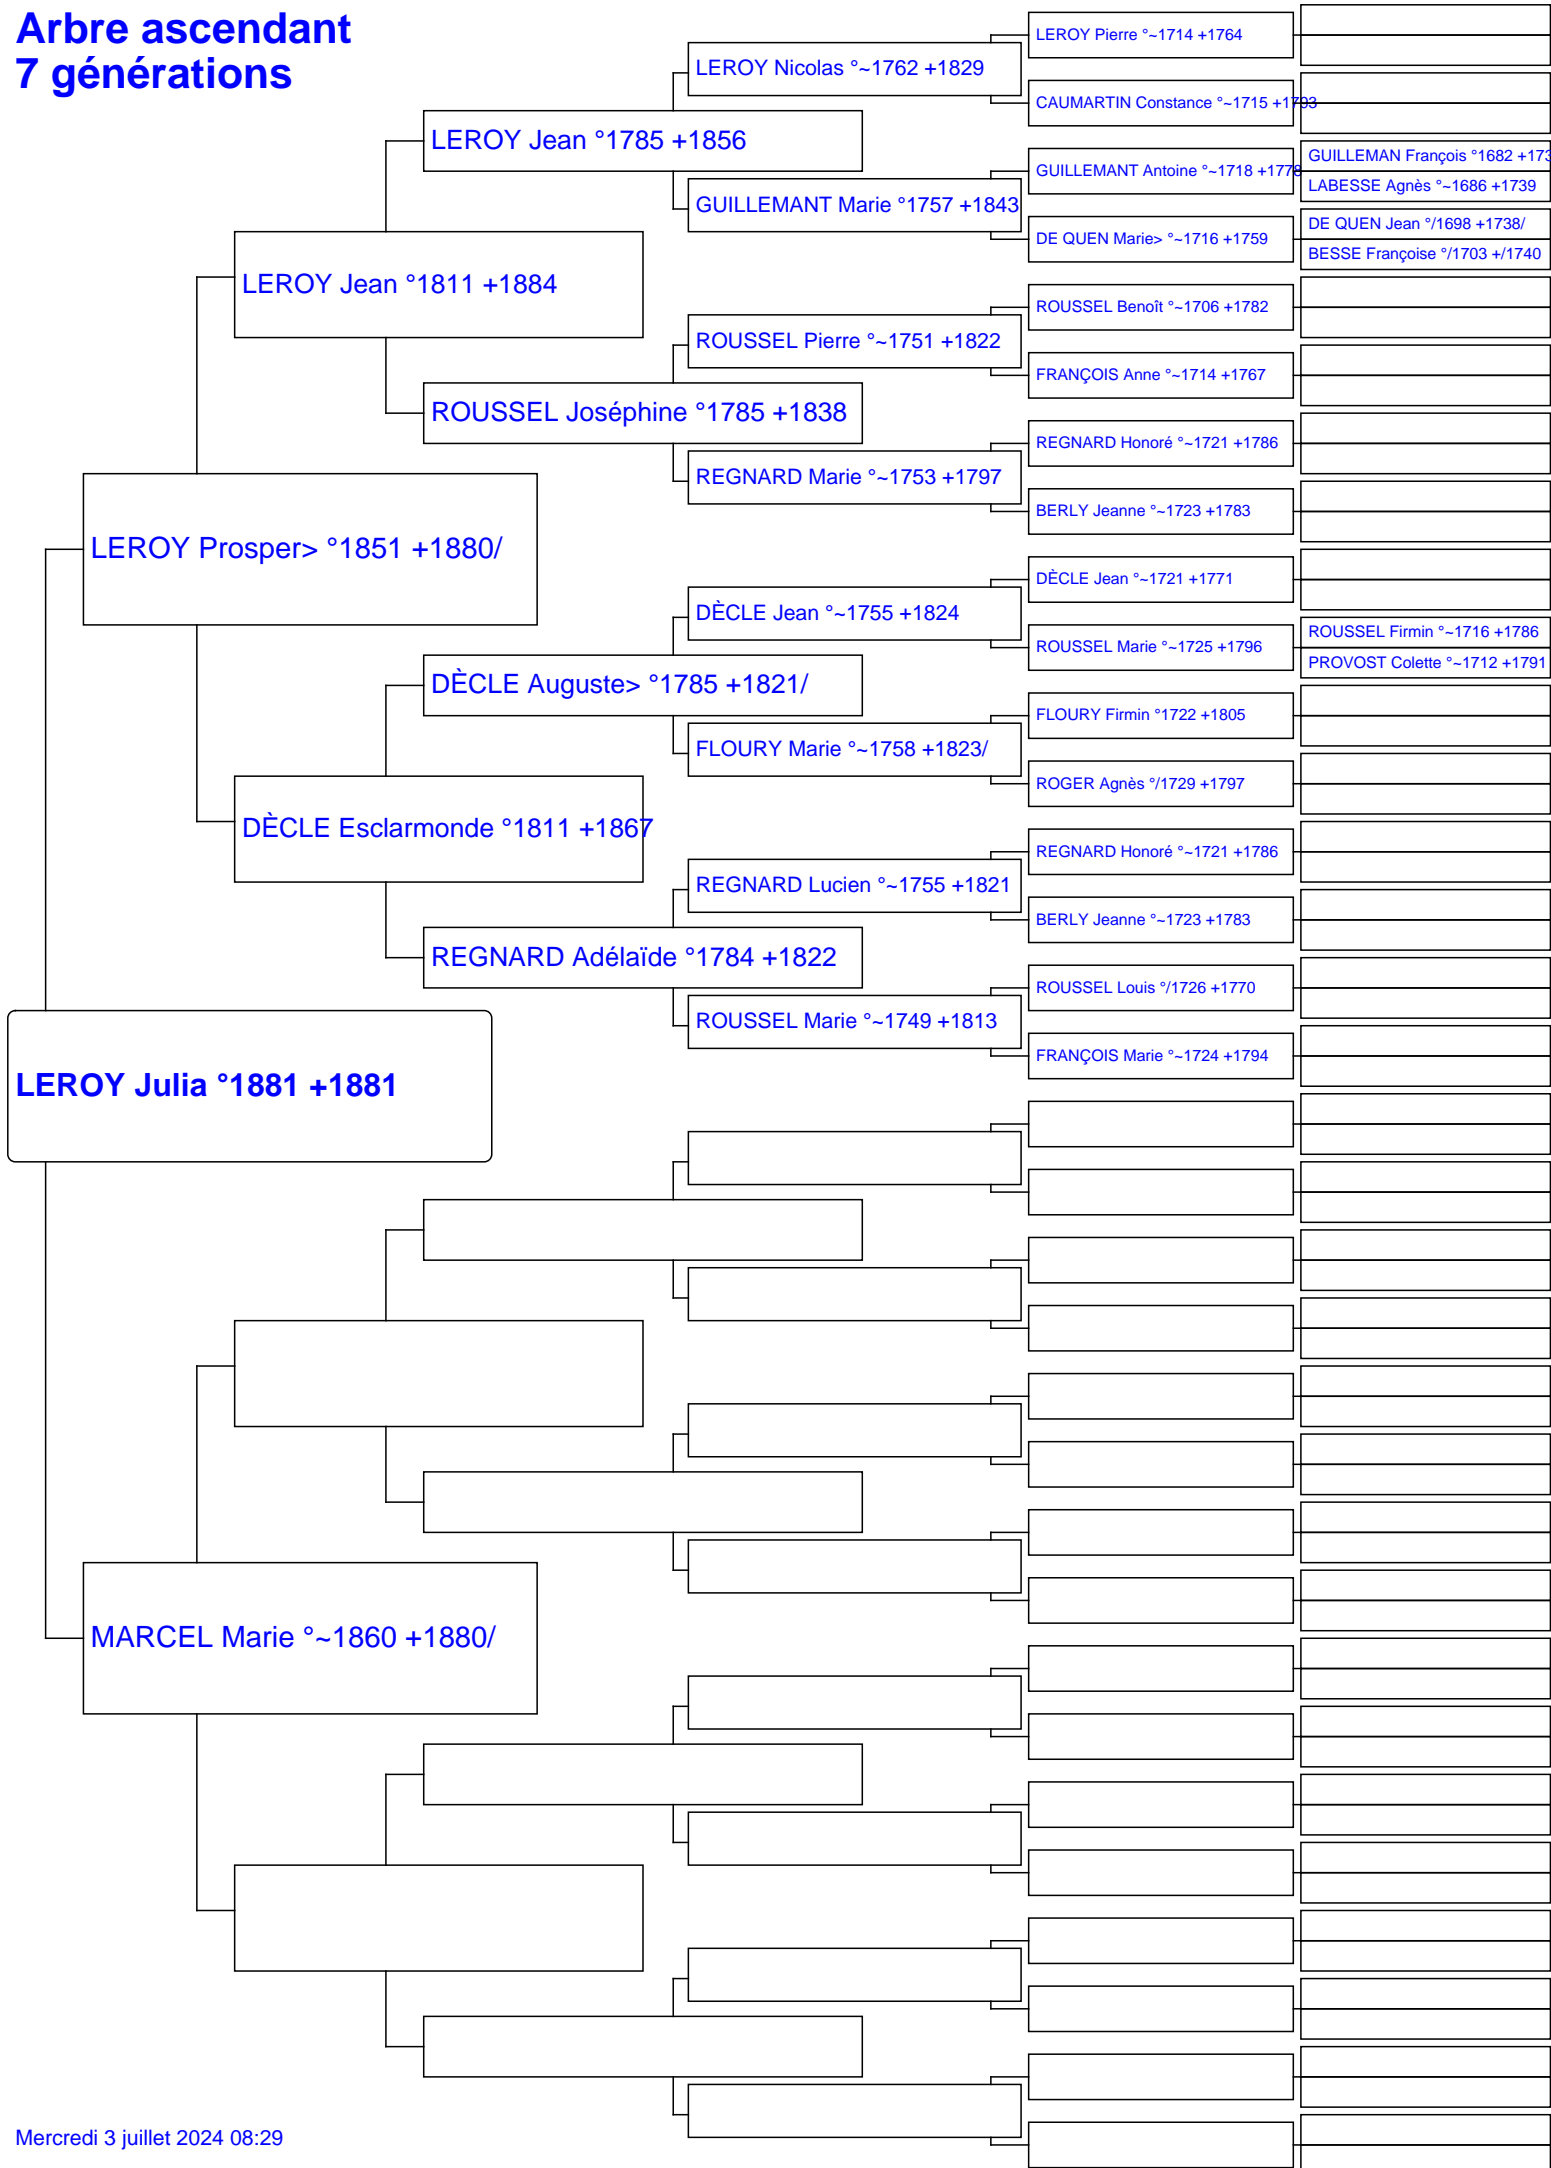 Arbre ascendant
7 générations
LEROY Julia °1881 +1881
LEROY Prosper> °1851 +1880/
MARCEL Marie °~1860 +1880/
LEROY Jean °1811 +1884
DÈCLE Esclarmonde °1811 +1867
LEROY Jean °1785 +1856
ROUSSEL Joséphine °1785 +1838
DÈCLE Auguste> °1785 +1821/
REGNARD Adélaïde °1784 +1822
LEROY Nicolas °~1762 +1829
GUILLEMANT Marie °1757 +1843
ROUSSEL Pierre °~1751 +1822
REGNARD Marie °~1753 +1797
DÈCLE Jean °~1755 +1824
FLOURY Marie °~1758 +1823/
REGNARD Lucien °~1755 +1821
ROUSSEL Marie °~1749 +1813
LEROY Pierre °~1714 +1764
CAUMARTIN Constance °~1715 +1793
GUILLEMANT Antoine °~1718 +1778
DE QUEN Marie> °~1716 +1759
ROUSSEL Benoît °~1706 +1782
FRANÇOIS Anne °~1714 +1767
REGNARD Honoré °~1721 +1786
BERLY Jeanne °~1723 +1783
DÈCLE Jean °~1721 +1771
ROUSSEL Marie °~1725 +1796
FLOURY Firmin °1722 +1805
ROGER Agnès °/1729 +1797
REGNARD Honoré °~1721 +1786
BERLY Jeanne °~1723 +1783
ROUSSEL Louis °/1726 +1770
FRANÇOIS Marie °~1724 +1794
GUILLEMAN François °1682 +173
LABESSE Agnès °~1686 +1739
DE QUEN Jean °/1698 +1738/
BESSE Françoise °/1703 +/1740
ROUSSEL Firmin °~1716 +1786
PROVOST Colette °~1712 +1791
Mercredi 3 juillet 2024 08:29